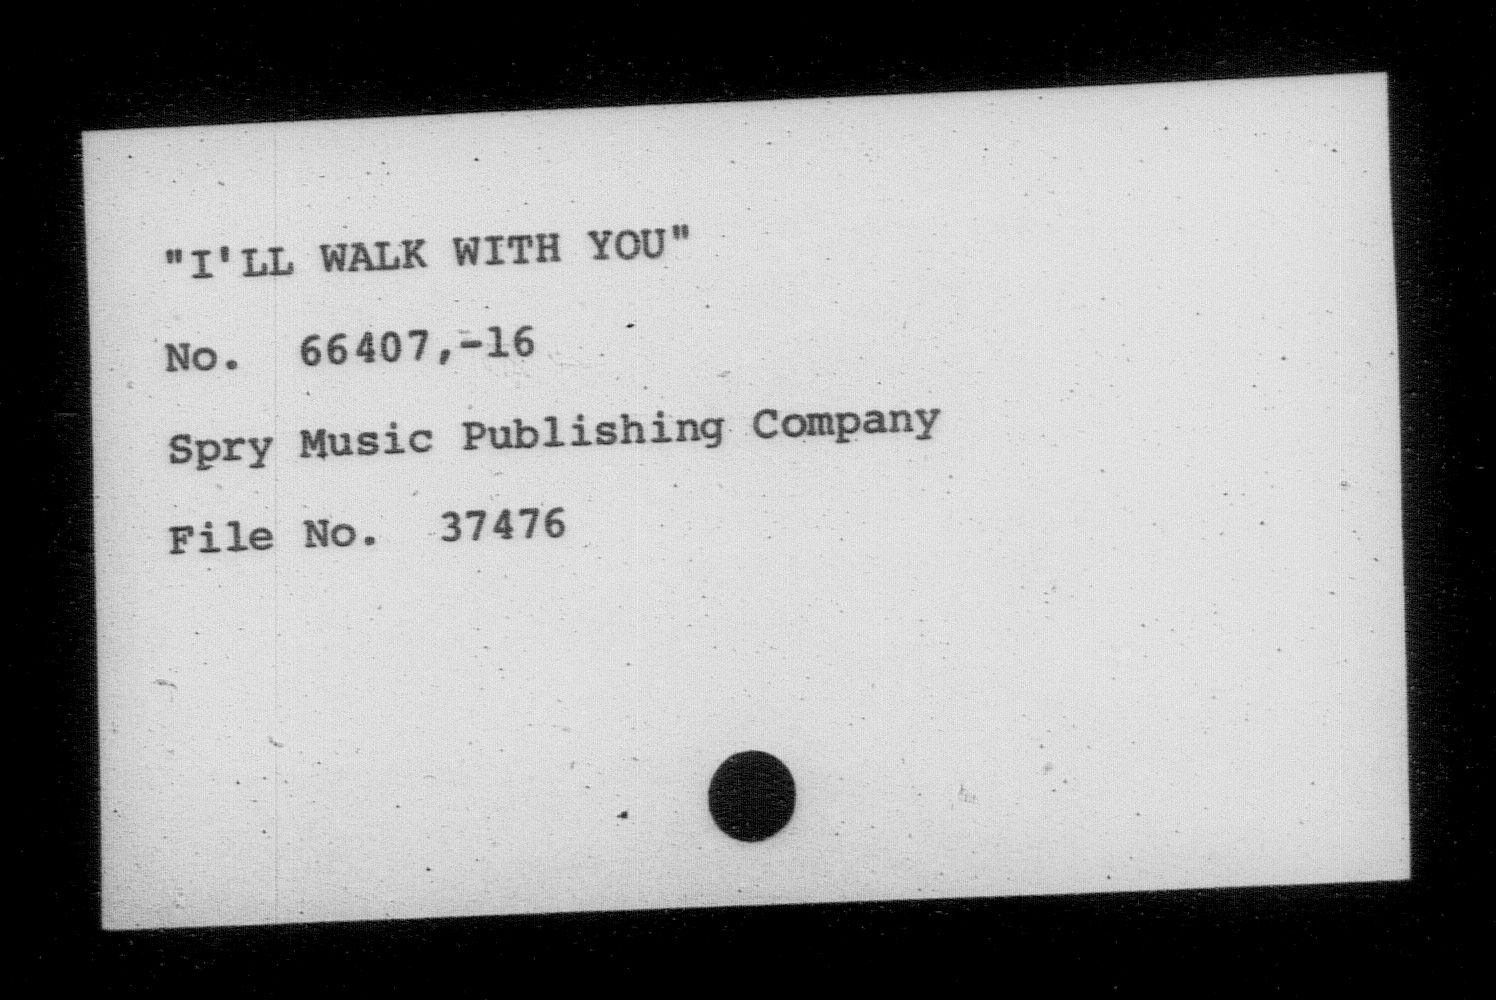 "I'LL WALK WITH YOU"
No. 66407,-16
Spry Music Publishing Company
File No. 37476